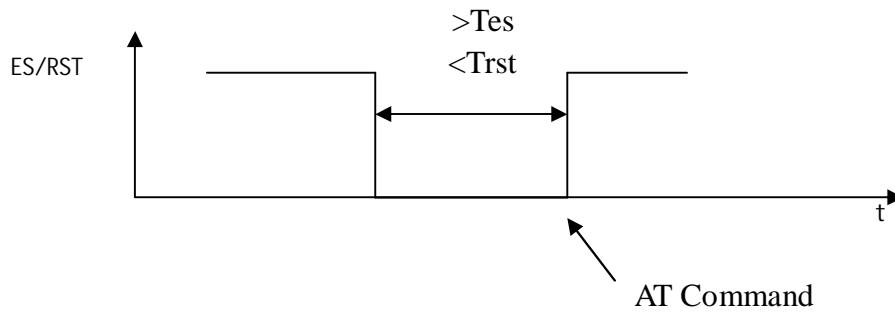 >Tes
<Trst
ES/RST
t
AT Command